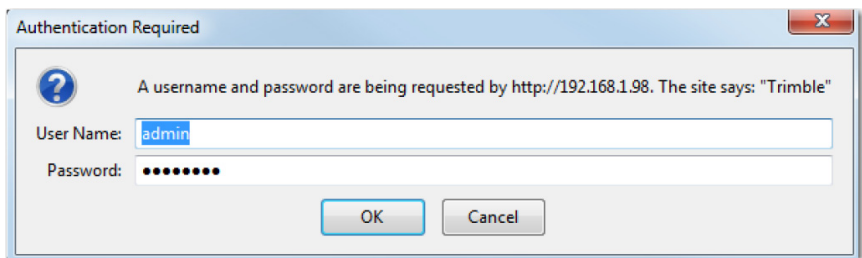 Authentication Required
A username and password are being requested by http://192.168.1.98. The site says: "Trimble"
User Name: admin
Password: ●●●●●●●●
OK Cancel